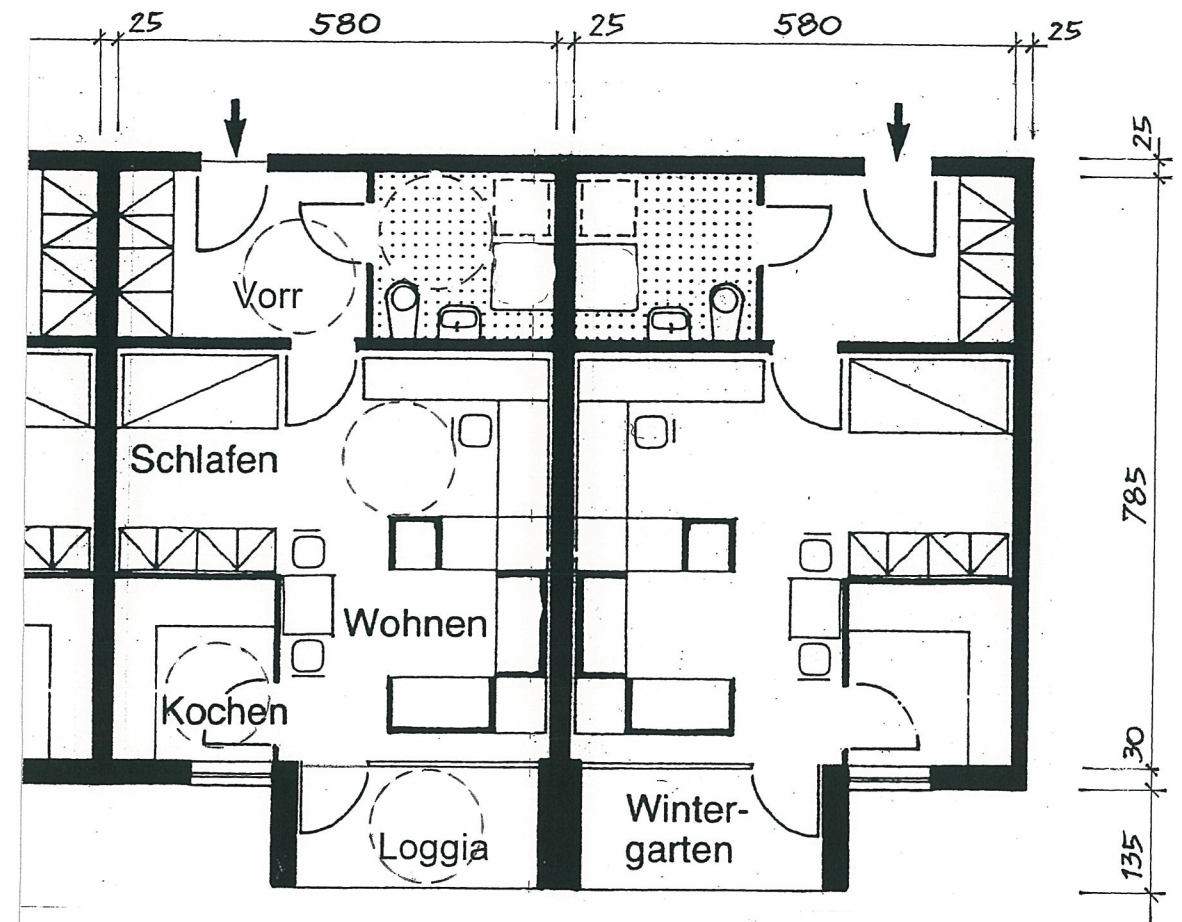 25 580 25 580 25
25
Vorr
Schlafen
785
Wohnen
Kochen
30
Winter-
garten
Loggia
135